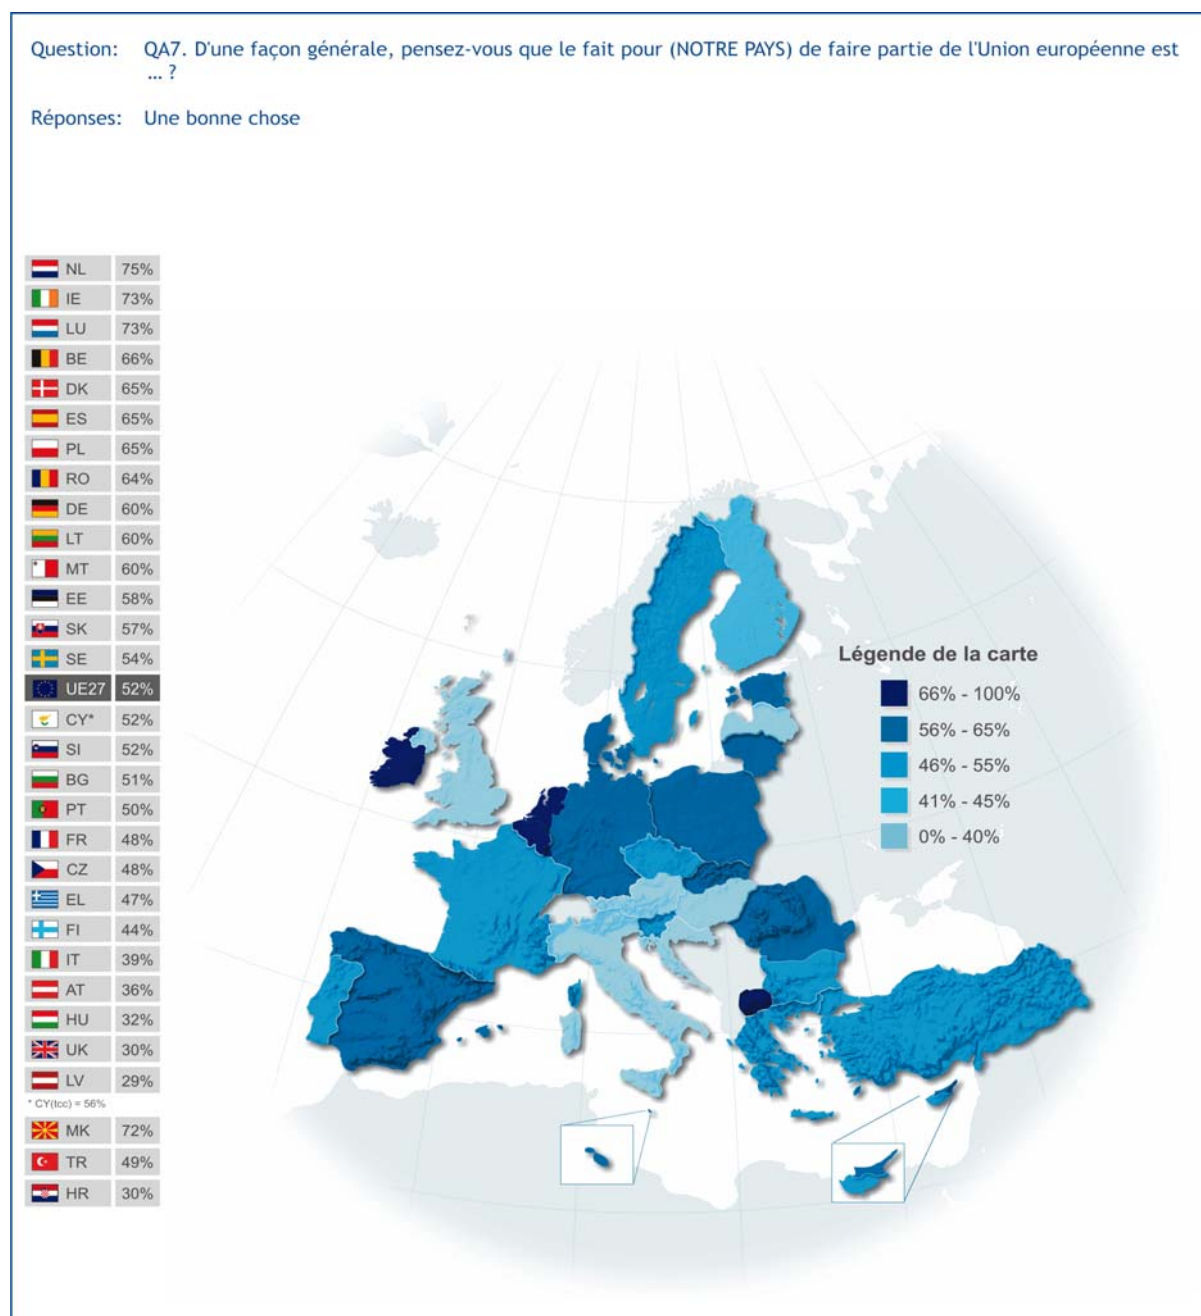 Question: QA7. D'une façon générale, pensez-vous que le fait pour (NOTRE PAYS) de faire partie de l'Union européenne est
... ?
Réponses: Une bonne chose
NL 75%
IE 73%
LU 73%
BE 66%
DK 65%
ES 65%
PL 65%
RO 64%
DE 60%
LT 60%
MT 60%
EE 58%
SK 57%
SE 54%
UE27 52%
CY* 52%
SI 52%
BG 51%
PT 50%
FR 48%
CZ 48%
EL 47%
FI 44%
IT 39%
AT 36%
HU 32%
UK 30%
LV 29%
* CY(tcc) = 56%
MK 72%
TR 49%
HR 30%
Légende de la carte
66% - 100%
56% - 65%
46% - 55%
41% - 45%
0% - 40%